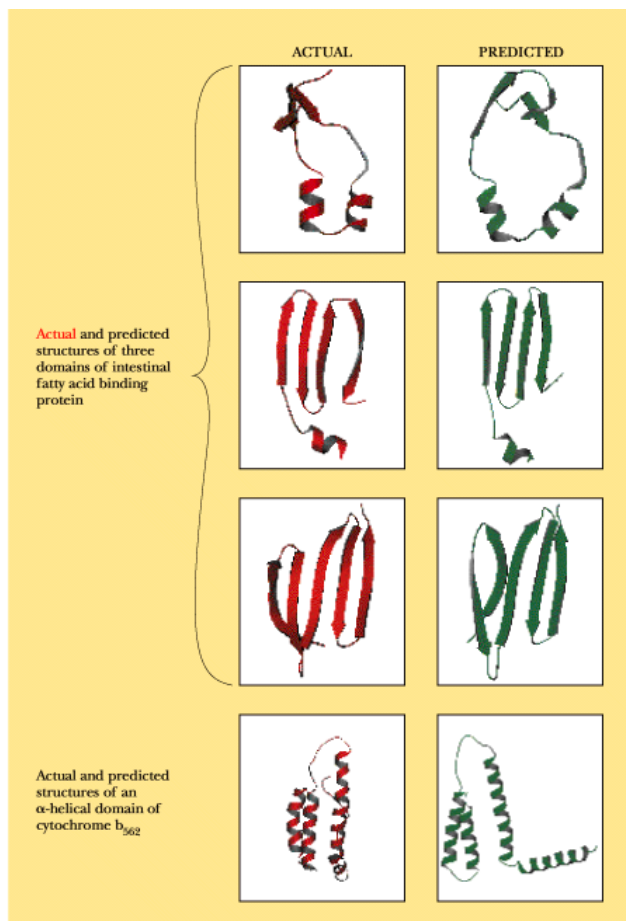 ACTUAL
PREDICTED
Actual and predicted
structures of three
domains of intestinal
fatty acid binding
protein
Actual and predicted
structures of an
α-helical domain of
cytochrome b₅₆₂